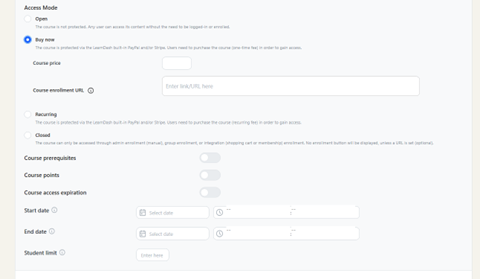 Access Mode
Open
The course is not protected. Any user can access its content without the need to be logged in or enrolled.
Buy now
The course is protected via the LearnDash built-in PayPal and/or Stripe. Users need to purchase the course (one-time fee) in order to gain access.
Course price
Course enrollment URL
Enter link/URL here
Recurring
The course is protected via the LearnDash built-in PayPal and/or Stripe. Users need to purchase the course (recurring fee) in order to gain access.
Closed
The course can only be accessed through admin enrollment (manual), group enrollment, or integration (shopping cart or membership) enrollment. No enrollment button will be displayed, unless a URL is set (optional).
Course prerequisites
Course points
Course access expiration
Start date Select date
End date Select date
Student limit Enter here